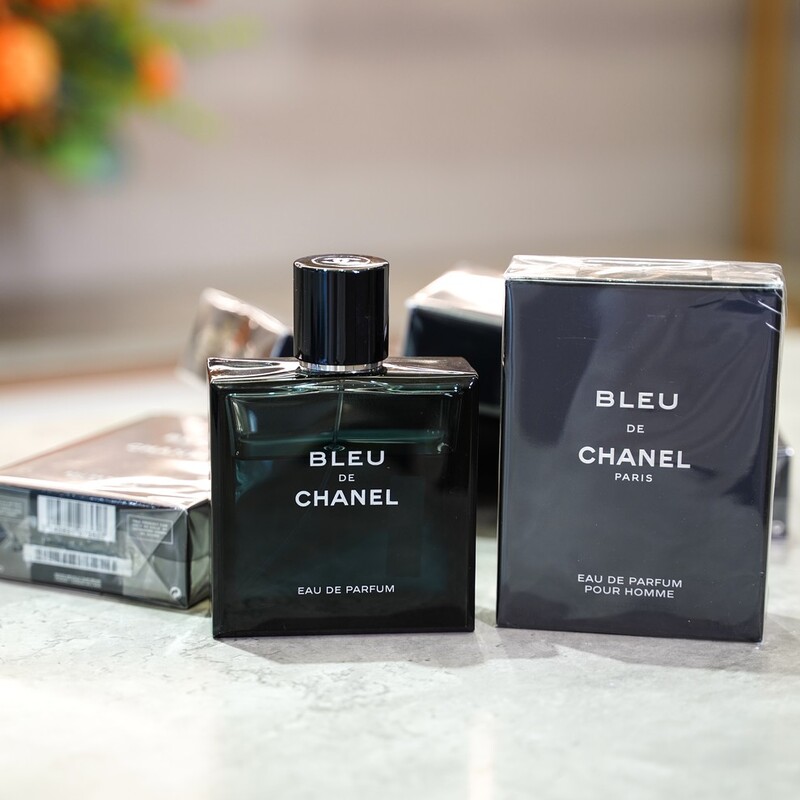 BLEU
DE
CHANEL
EAU DE PARFUM
BLEU
DE
CHANEL
PARIS
EAU DE PARFUM
POUR HOMME